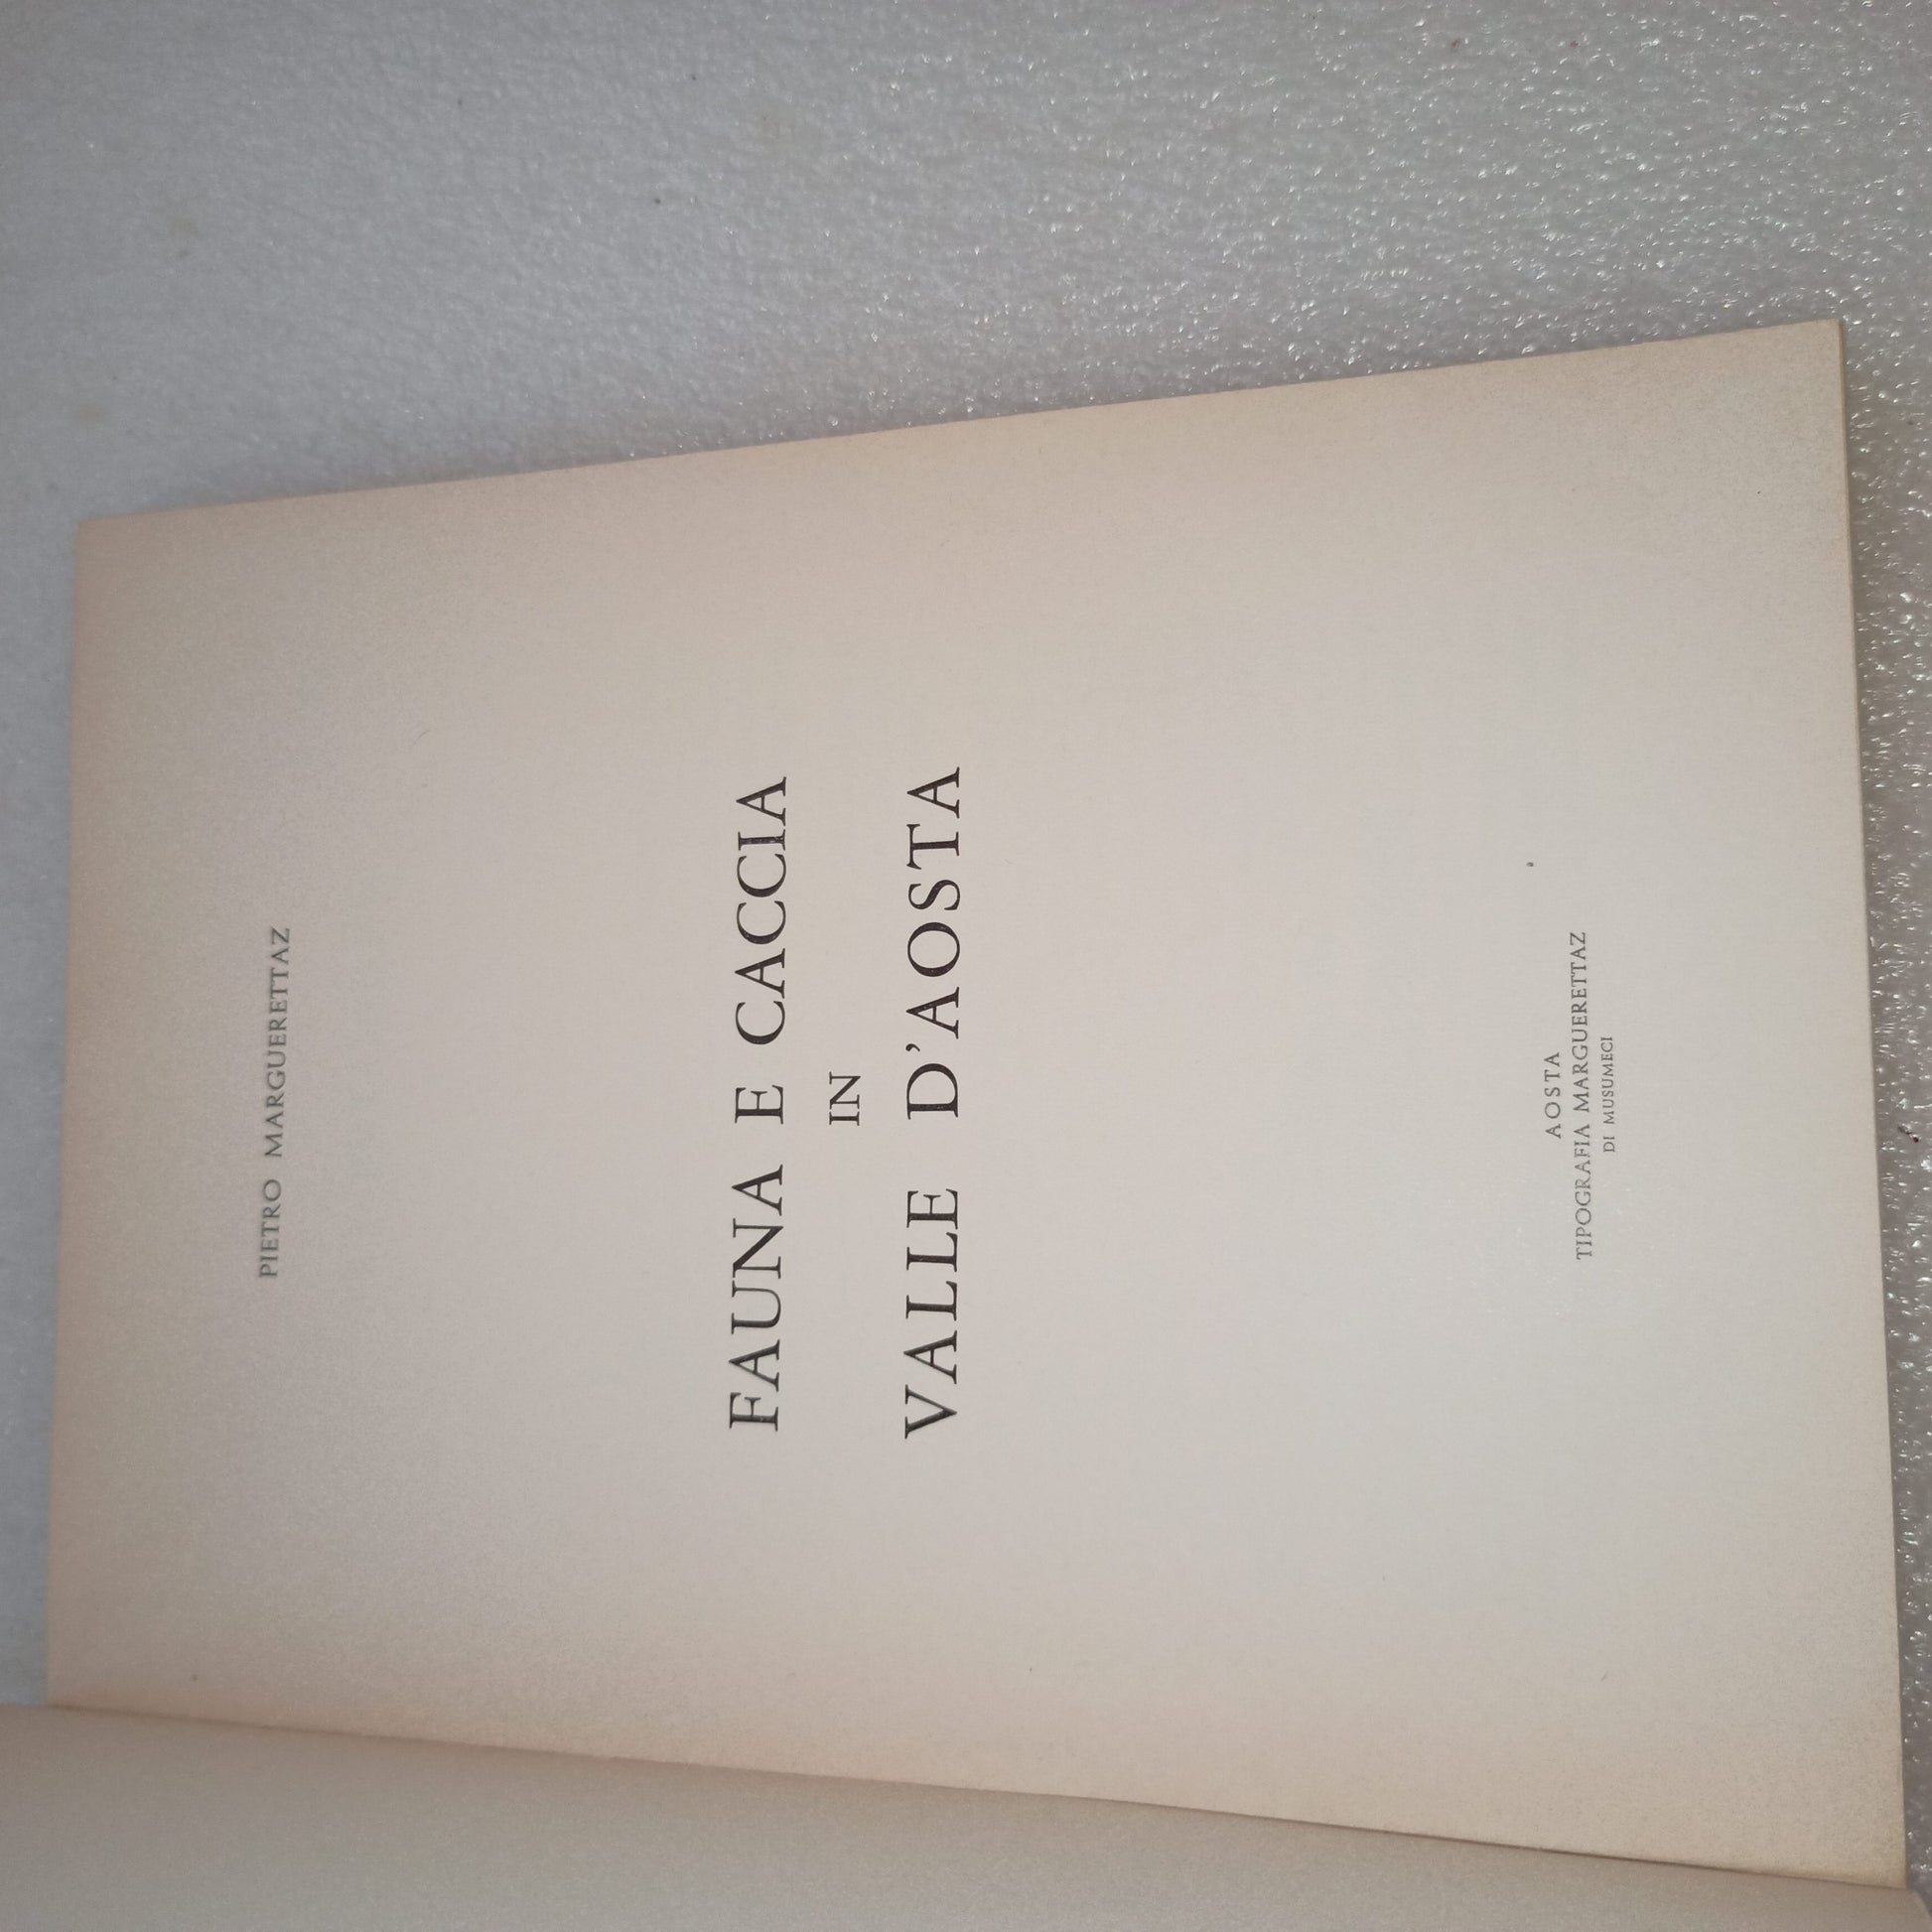 PIETRO MARGUERETTAZ
FAUNA E CACCIA
IN
VALLE D'AOSTA
AOSTA
TIPOGRAFIA MARGUERETTAZ
DI MUSUMECI